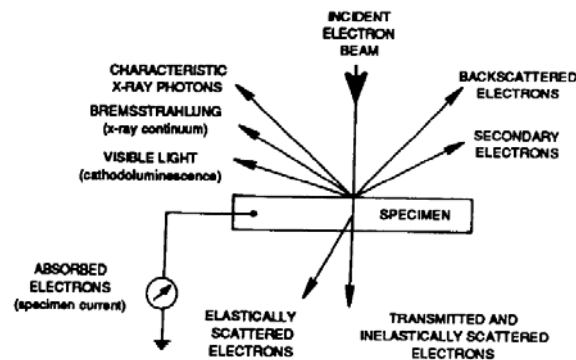 INCIDENT
ELECTRON
BEAM
CHARACTERISTIC
X-RAY PHOTONS
BACKSCATTERED
ELECTRONS
BREMSSTRAHLUNG
(x-ray continuum)
SECONDARY
ELECTRONS
VISIBLE LIGHT
(cathodoluminescence)
SPECIMEN
ABSORBED
ELECTRONS
(specimen current)
ELASTICALLY
SCATTERED
ELECTRONS
TRANSMITTED AND
INELASTICALLY SCATTERED
ELECTRONS